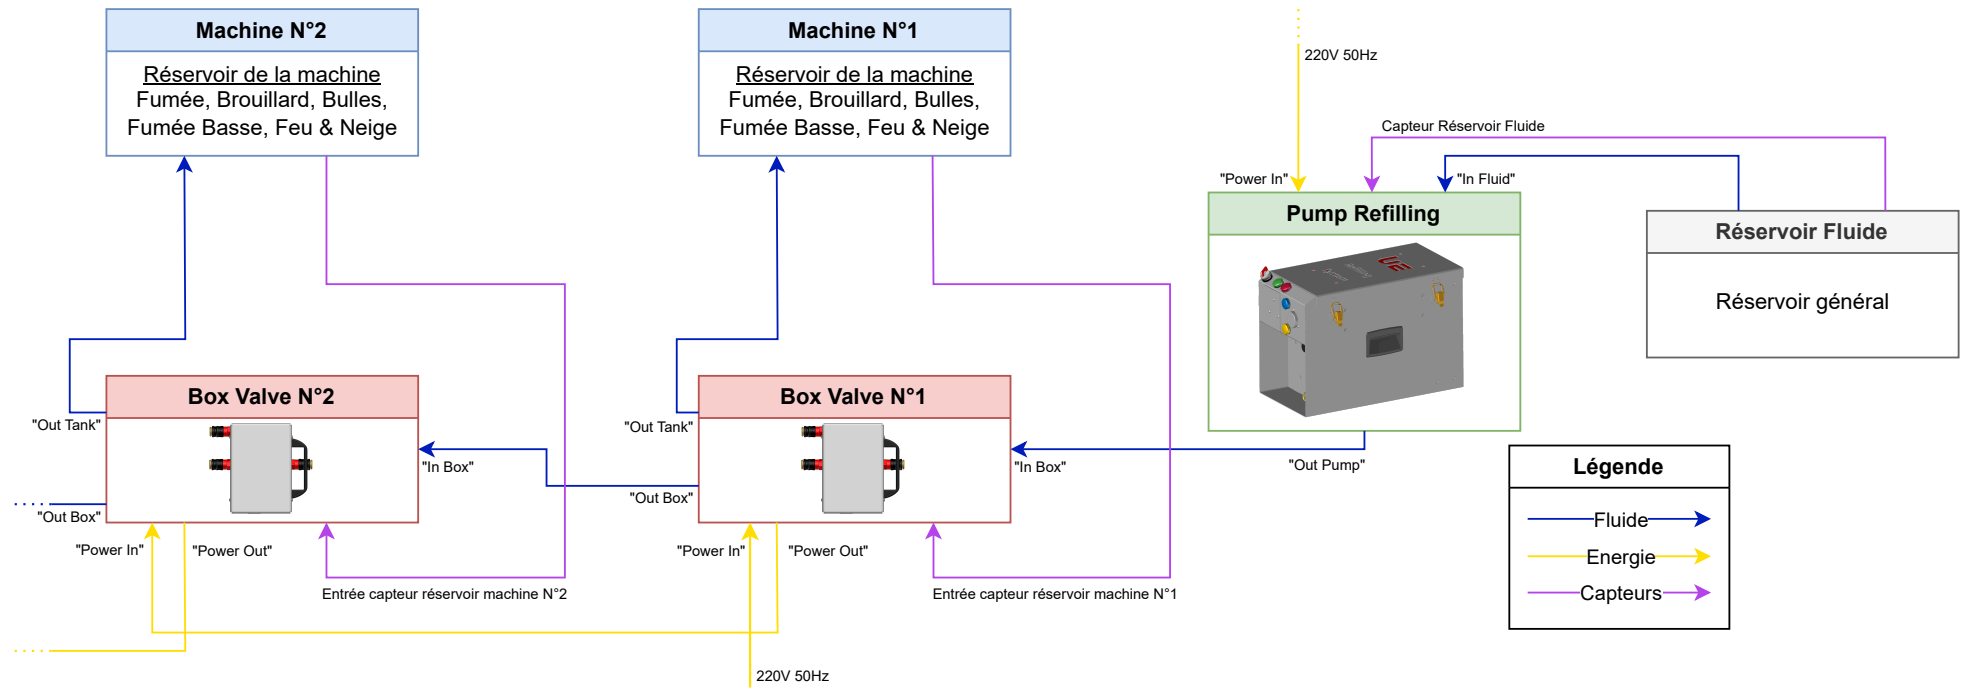 Machine N°2
Réservoir de la machine
Fumée, Brouillard, Bulles,
Fumée Basse, Feu & Neige
Machine N°1
Réservoir de la machine
Fumée, Brouillard, Bulles,
Fumée Basse, Feu & Neige
220V 50Hz
Capteur Réservoir Fluide
"Power In"
"In Fluid"
Pump Refilling
Réservoir Fluide
Réservoir général
Box Valve N°2
"Out Tank"
"In Box"
"Out Box"
"Power In"
"Power Out"
Entrée capteur réservoir machine N°2
Box Valve N°1
"Out Tank"
"In Box"
"Out Box"
"Out Pump"
"Power In"
"Power Out"
Entrée capteur réservoir machine N°1
220V 50Hz
Légende
Fluide
Energie
Capteurs